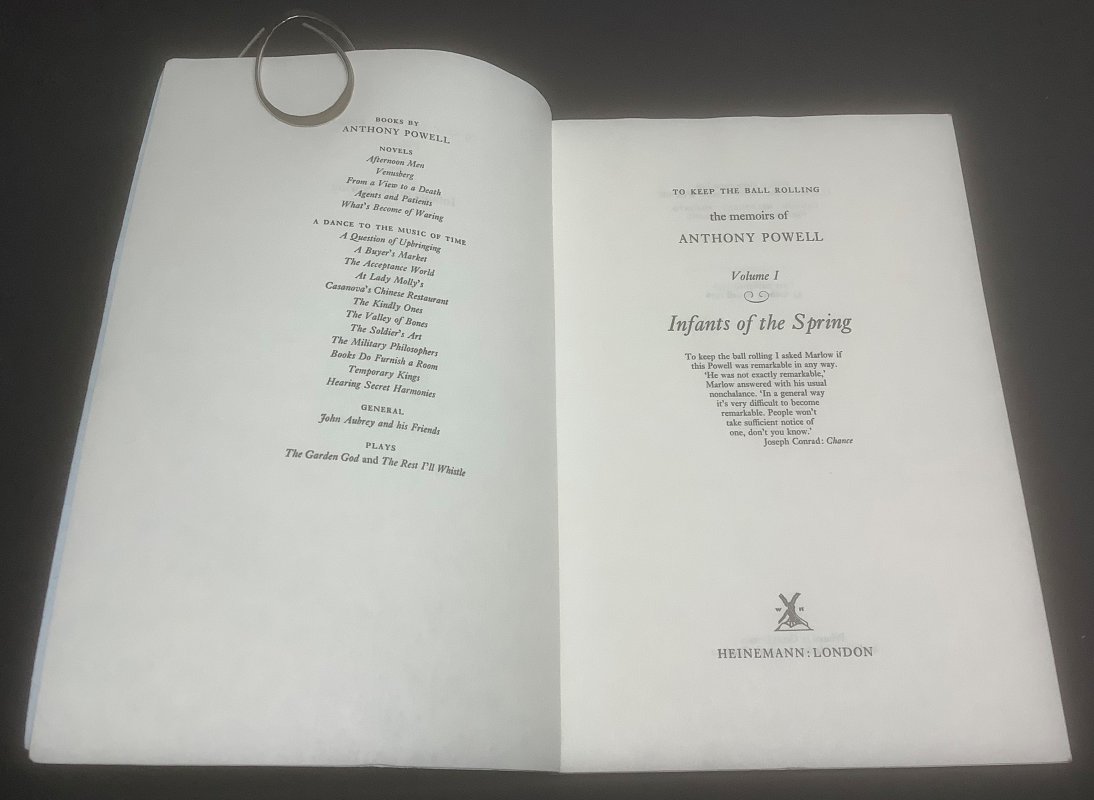 BOOKS BY
ANTHONY POWELL
NOVELS
Afternoon Men
Venusberg
From a View to a Death
Agents and Patients
What's Become of Waring
A DANCE TO THE MUSIC OF TIME
A Question of Upbringing
A Buyer's Market
The Acceptance World
At Lady Molly's
Casanova's Chinese Restaurant
The Kindly Ones
The Valley of Bones
The Soldier's Art
The Military Philosophers
Books Do Furnish a Room
Temporary Kings
Hearing Secret Harmonies
GENERAL
John Aubrey and his Friends
PLAYS
The Garden God and The Rest I'll Whistle
TO KEEP THE BALL ROLLING
the memoirs of
ANTHONY POWELL
Volume I
Infants of the Spring
To keep the ball rolling I asked Marlow if
this Powell was remarkable in any way.
‘He was not exactly remarkable,’
Marlow answered with his usual
nonchalance. ‘In a general way
it's very difficult to become
remarkable. People won't
take sufficient notice of
one, don't you know.’
Joseph Conrad: Chance
W H
HEINEMANN: LONDON